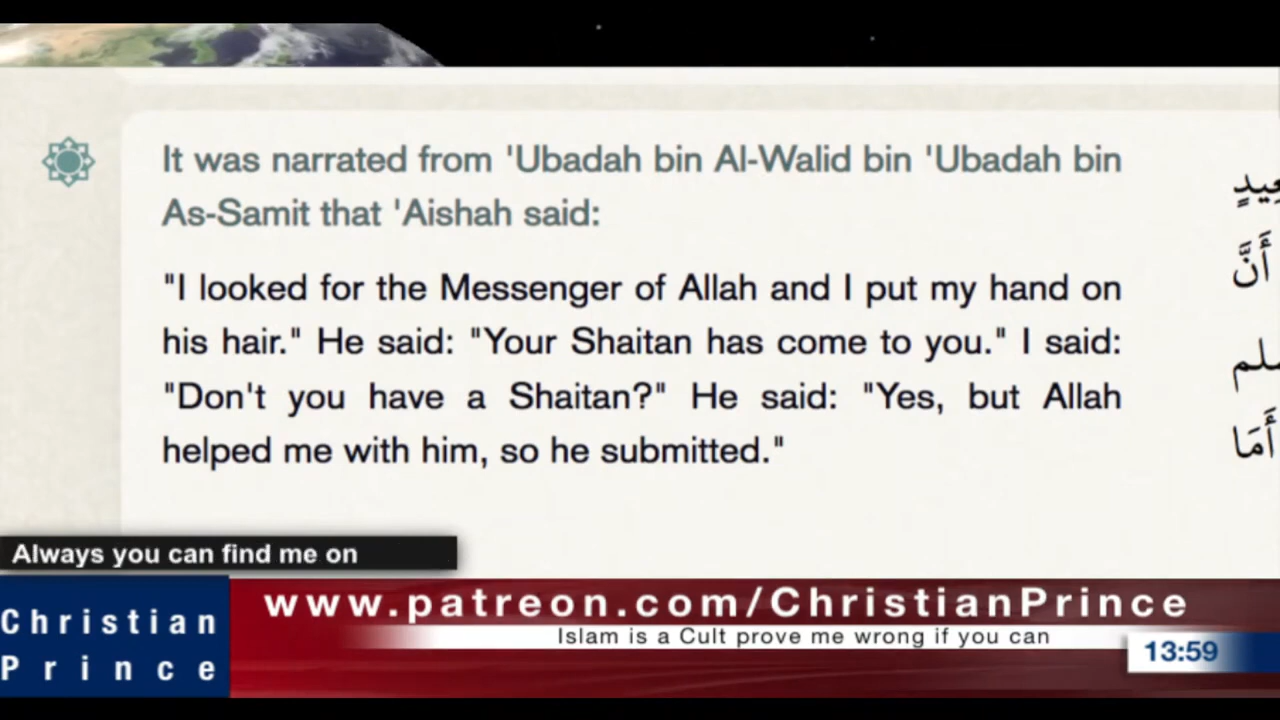 It was narrated from 'Ubadah bin Al-Walid bin 'Ubadah bin
As-Samit that 'Aishah said:
"I looked for the Messenger of Allah and I put my hand on
his hair." He said: "Your Shaitan has come to you." I said:
"Don't you have a Shaitan?" He said: "Yes, but Allah
helped me with him, so he submitted."
أَنَّ
أَمَا
Always you can find me on
Christian
Prince
www.patreon.com/ChristianPrince
Islam is a Cult prove me wrong if you can
13:59